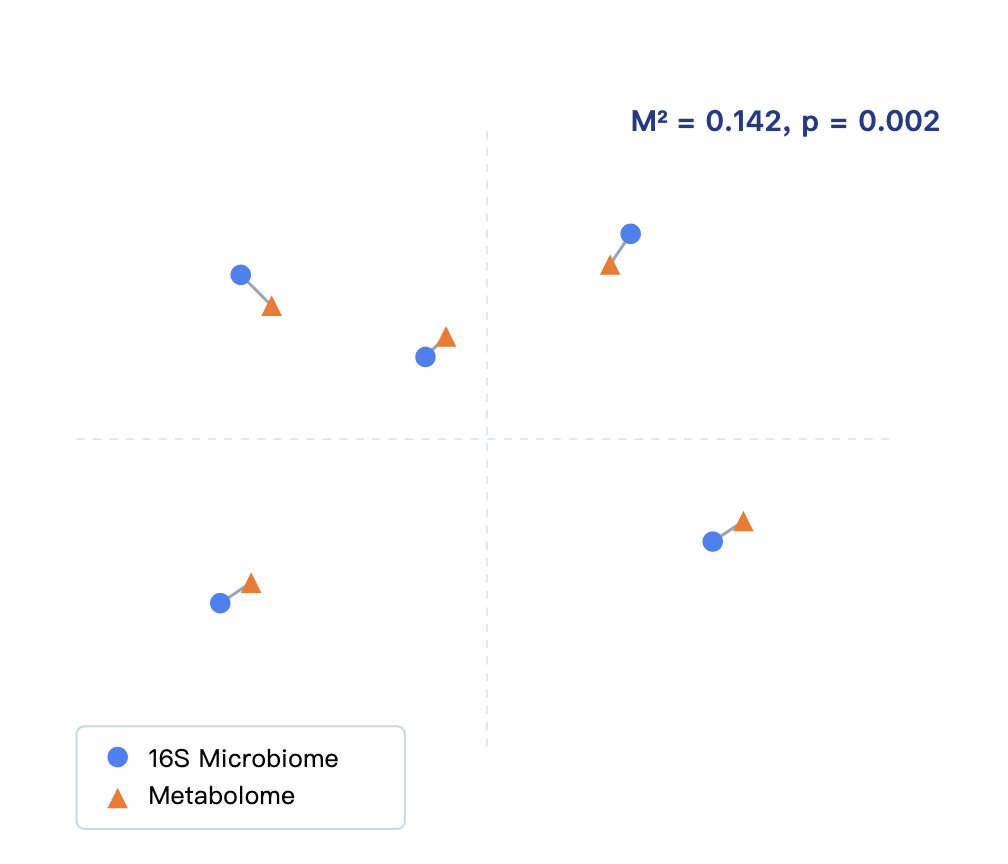 M² = 0.142, p = 0.002
16S Microbiome
Metabolome